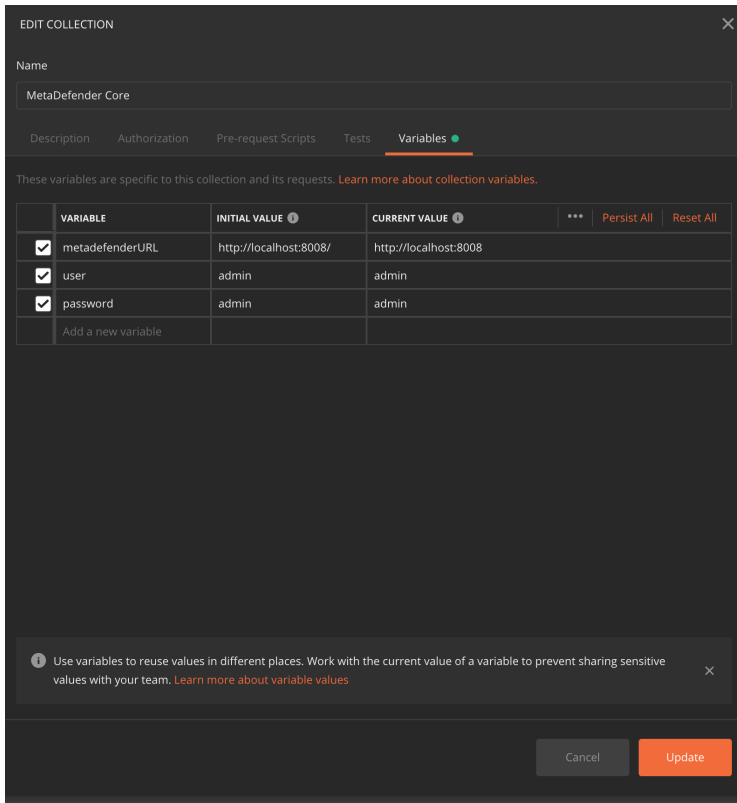 EDIT COLLECTION
Name
MetaDefender Core
Description Authorization Pre-request Scripts Tests Variables
These variables are specific to this collection and its requests. Learn more about collection variables.
VARIABLE INITIAL VALUE CURRENT VALUE Persist All Reset All
metadefenderURL http://localhost:8008/ http://localhost:8008
user admin admin
password admin admin
Add a new variable
Use variables to reuse values in different places. Work with the current value of a variable to prevent sharing sensitive
values with your team. Learn more about variable values
Cancel Update